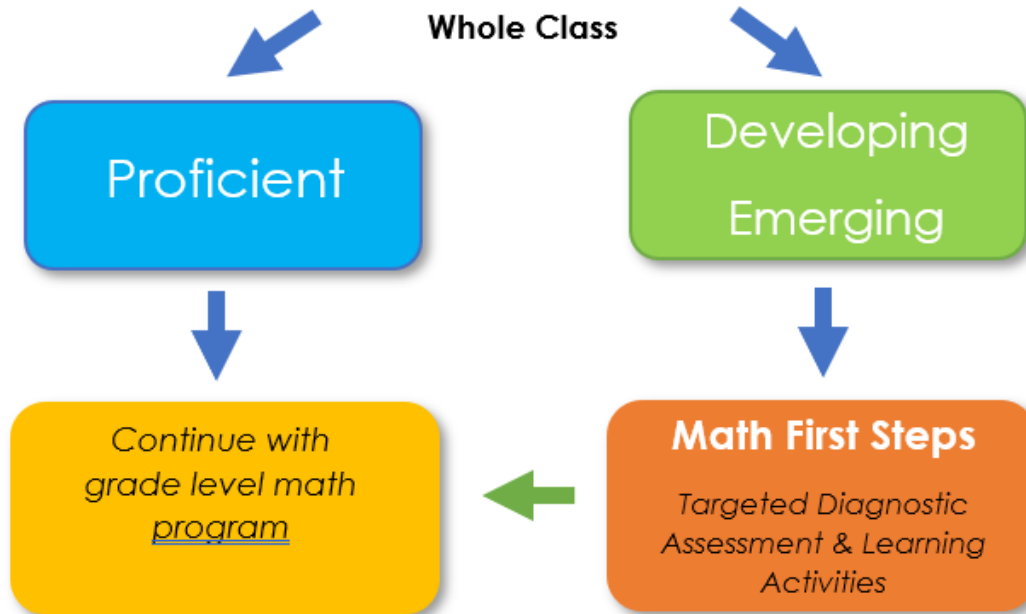 Whole Class
Proficient
Developing
Emerging
Continue with
grade level math
program
Math First Steps
Targeted Diagnostic
Assessment & Learning
Activities